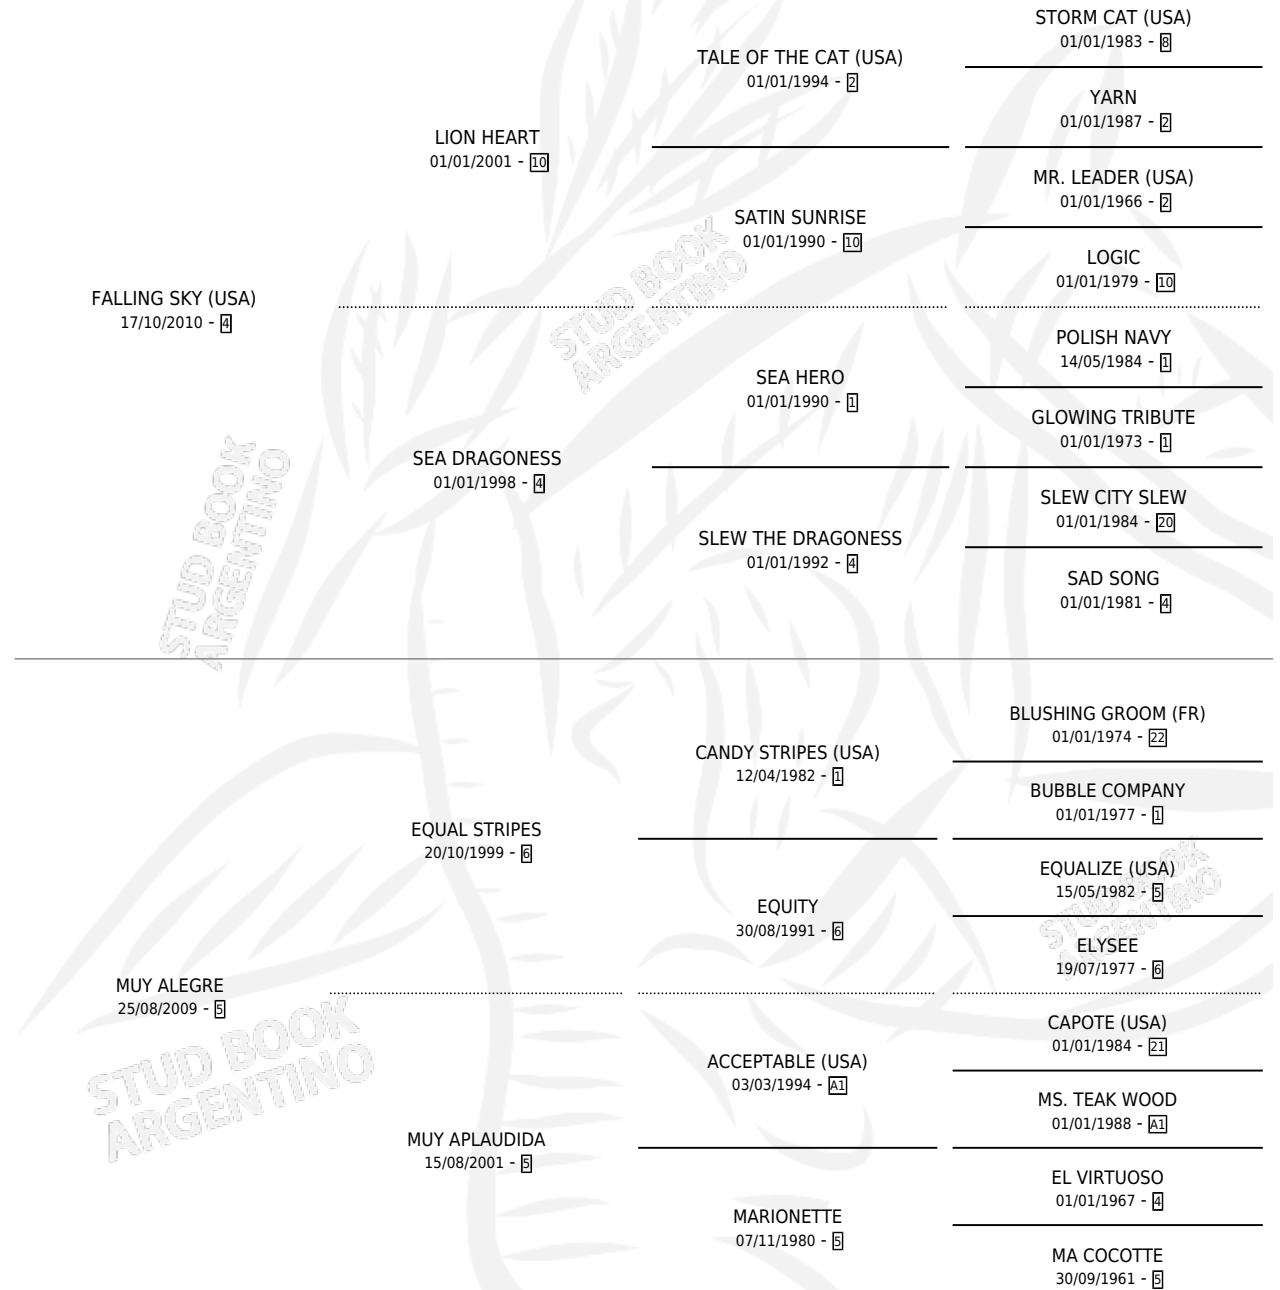 STORM CAT (USA)
01/01/1983 - 8
TALE OF THE CAT (USA)
01/01/1994 - 2
YARN
01/01/1987 - 2
LION HEART
01/01/2001 - 10
MR. LEADER (USA)
01/01/1966 - 2
SATIN SUNRISE
01/01/1990 - 10
LOGIC
01/01/1979 - 10
FALLING SKY (USA)
17/10/2010 - 4
STUD BOOK
ARGENTINO
POLISH NAVY
14/05/1984 - 1
SEA HERO
01/01/1990 - 1
GLOWING TRIBUTE
01/01/1973 - 1
SEA DRAGONESS
01/01/1998 - 4
SLEW CITY SLEW
01/01/1984 - 20
SLEW THE DRAGONESS
01/01/1992 - 4
SAD SONG
01/01/1981 - 4
STUD BOOK
ARGENTINO
BLUSHING GROOM (FR)
01/01/1974 - 22
CANDY STRIPES (USA)
12/04/1982 - 1
BUBBLE COMPANY
01/01/1977 - 1
EQUAL STRIPES
20/10/1999 - 6
EQUALIZE (USA)
15/05/1982 - 5
EQUITY
30/08/1991 - 6
ELYSEE
19/07/1977 - 6
STUD BOOK
ARGENTINO
MUY ALEGRE
25/08/2009 - 5
STUD BOOK
ARGENTINO
CAPOTE (USA)
01/01/1984 - 21
ACCEPTABLE (USA)
03/03/1994 - A1
MS. TEAK WOOD
01/01/1988 - A1
MUY APLAUDIDA
15/08/2001 - 5
EL VIRTUOSO
01/01/1967 - 4
MARIONETTE
07/11/1980 - 5
MA COCOTTE
30/09/1961 - 5